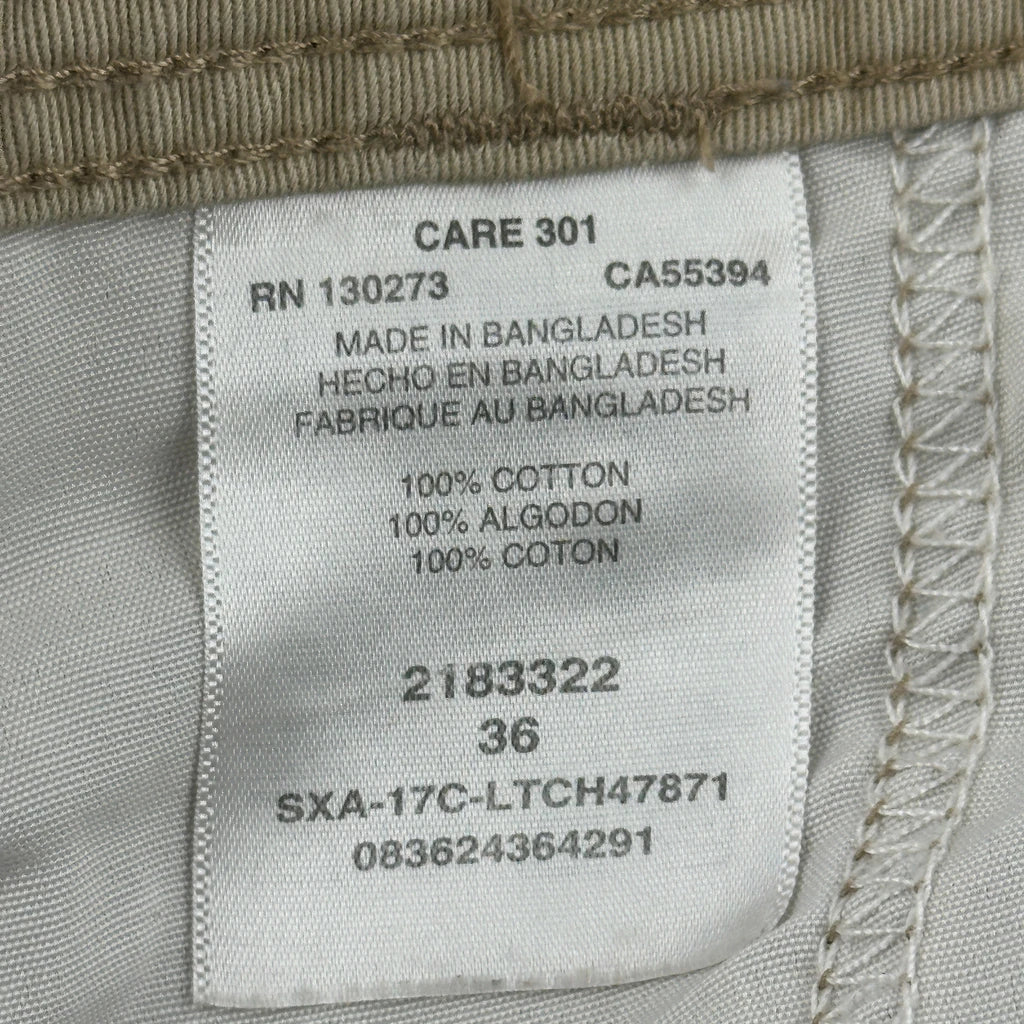 CARE 301
RN 130273 CA55394
MADE IN BANGLADESH
HECHO EN BANGLADESH
FABRIQUE AU BANGLADESH
100% COTTON
100% ALGODON
100% COTON
2183322
36
SXA-17C-LTCH47871
083624364291